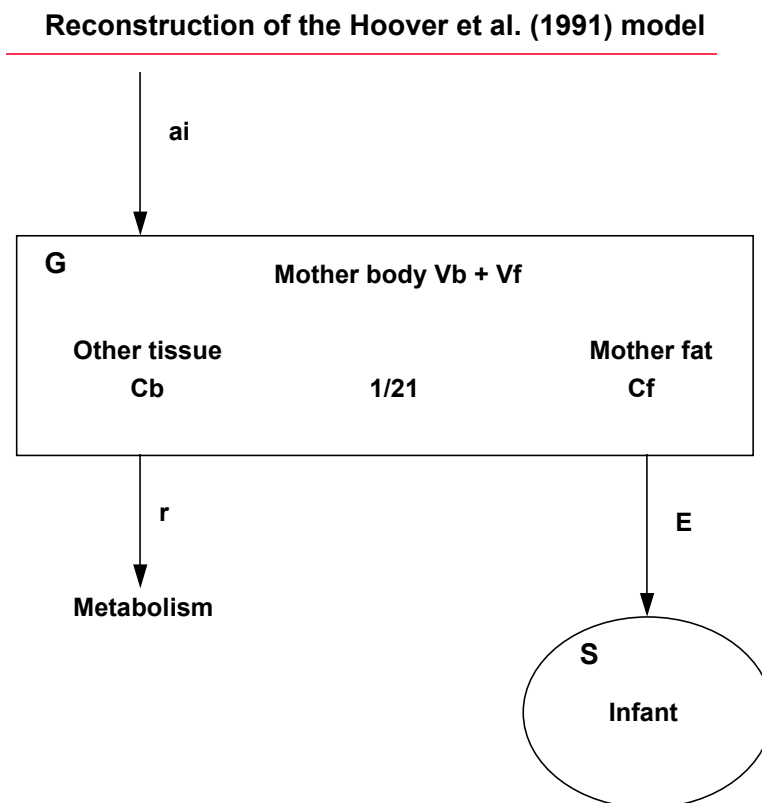 Reconstruction of the Hoover et al. (1991) model
ai
G
Mother body Vb + Vf
Other tissue
Mother fat
Cb
1/21
Cf
r
E
Metabolism
S
Infant